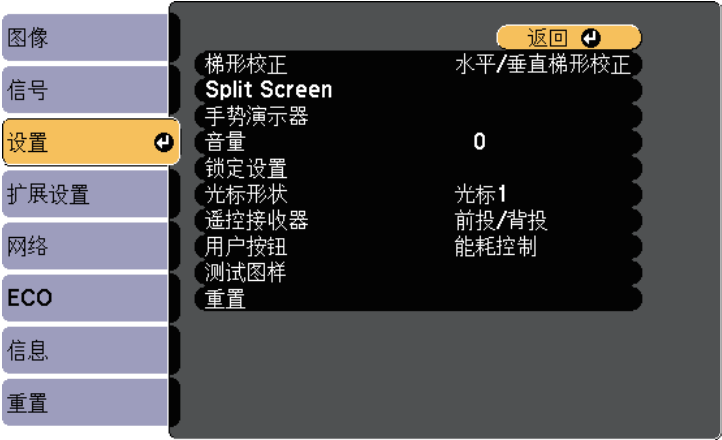 图像
信号
设置
扩展设置
网络
ECO
信息
重置
返回
梯形校正 水平/垂直梯形校正
Split Screen
手势演示器
音量 0
锁定设置
光标形状 光标1
遥控接收器 前投/背投
用户按钮 能耗控制
测试图样
重置